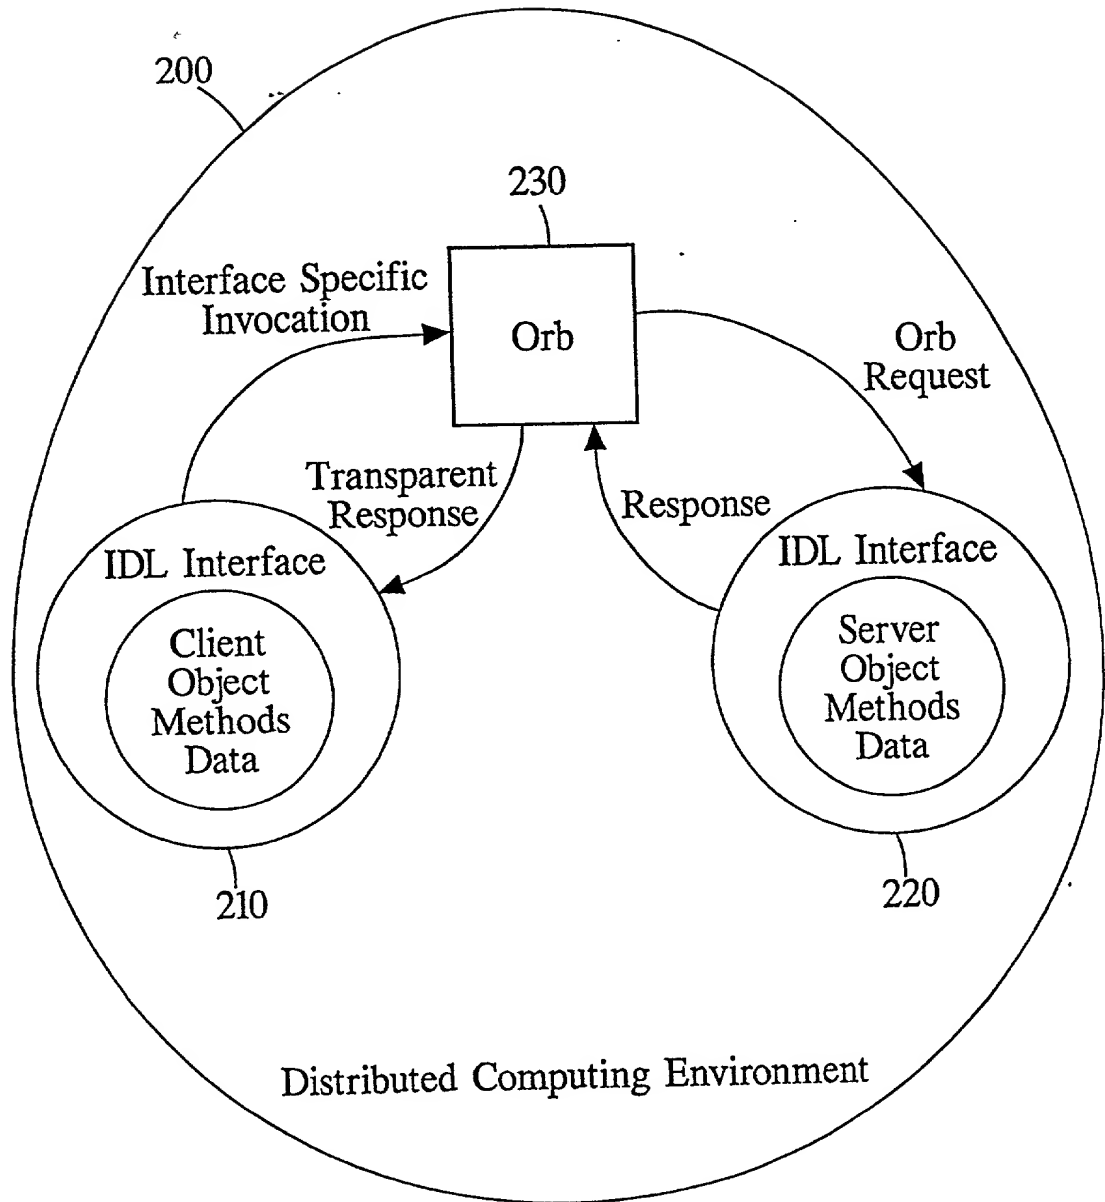 200
230
Interface Specific
Invocation
Orb
Orb
Request
Transparent
Response
Response
IDL Interface
Client
Object
Methods
Data
IDL Interface
Server
Object
Methods
Data
210
220
Distributed Computing Environment